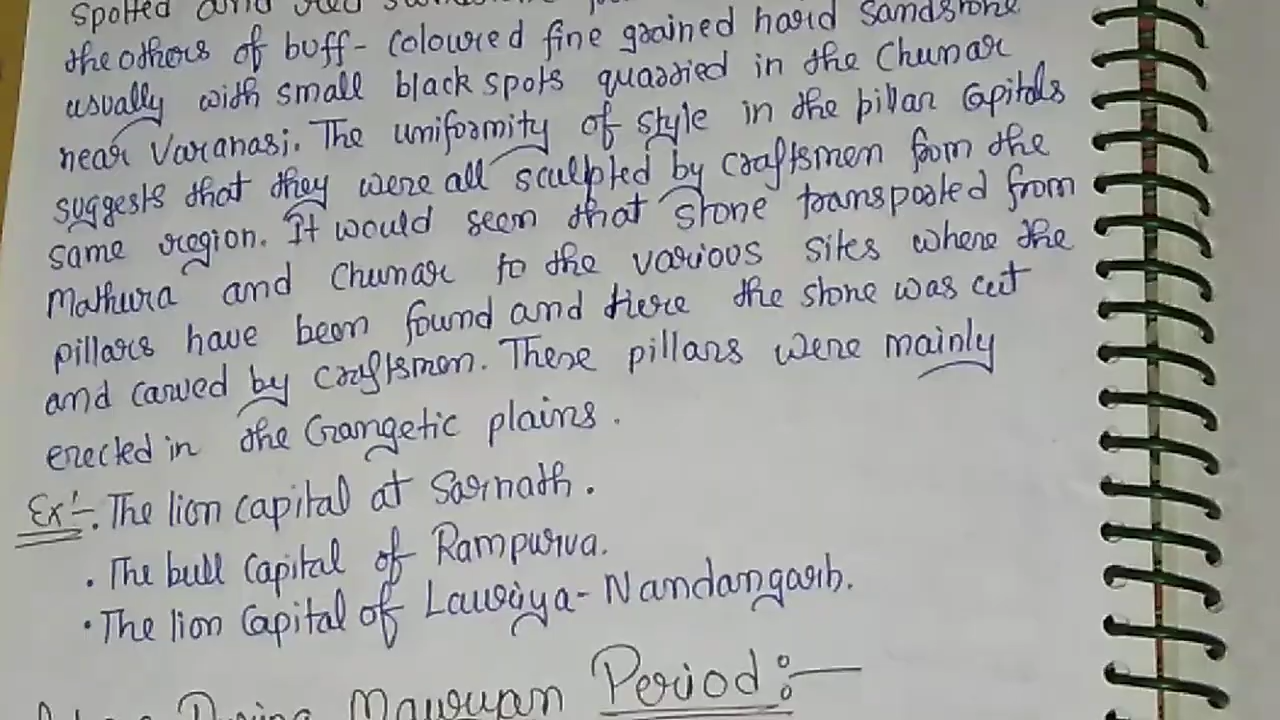 spotted and red
the others of buff-coloured fine grained hard sandstone
usually with small black spots quarried in the Chunar
near Varanasi. The uniformity of style in the pillar capitals
suggests that they were all sculpted by craftsmen from the
same region. It would seem that stone transported from
Mathura and Chunar to the various sites where the
pillars have been found and here the stone was cut
and carved by craftsmen. These pillars were mainly
erected in the Gangetic plains.
Ex:-. The lion capital at Sarnath.
. The bull capital of Rampurva.
. The lion capital of Lauriya-Nandangarh.
During Mauryan Period:-